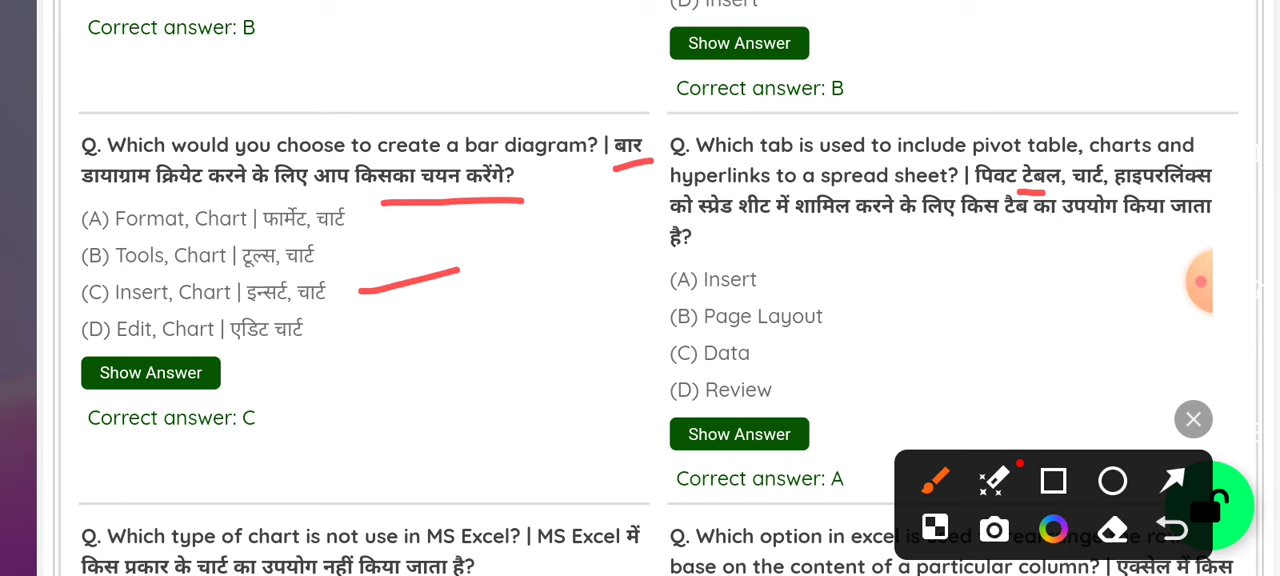 Correct answer: B
Q. Which would you choose to create a bar diagram? | बार
डायाग्राम क्रियेट करने के लिए आप किसका चयन करेंगे?
(A) Format, Chart | फार्मेट, चार्ट
(B) Tools, Chart | टूल्स, चार्ट
(C) Insert, Chart | इन्सर्ट, चार्ट
(D) Edit, Chart | एडिट चार्ट
Show Answer
Correct answer: C
Q. Which type of chart is not use in MS Excel? | MS Excel में
किस प्रकार के चार्ट का उपयोग नहीं किया जाता है?
(D) Insert
Show Answer
Correct answer: B
Q. Which tab is used to include pivot table, charts and
hyperlinks to a spread sheet? | पिवट टेबल, चार्ट, हाइपरलिंक्स
को स्प्रेड शीट में शामिल करने के लिए किस टैब का उपयोग किया जाता
है?
(A) Insert
(B) Page Layout
(C) Data
(D) Review
Show Answer
Correct answer: A
Q. Which option in excel is
base on the content of a particular column? | एक्सेल में किस